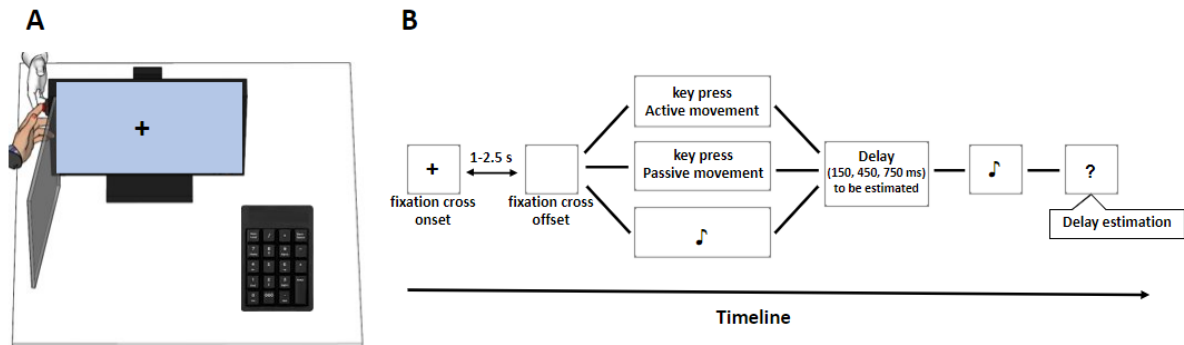 A
B
key press
Active movement
1-2.5 s
+
+
key press
Passive movement
Delay
(150, 450, 750 ms)
to be estimated
♪
?
fixation cross
onset
fixation cross
offset
♪
Delay estimation
Timeline